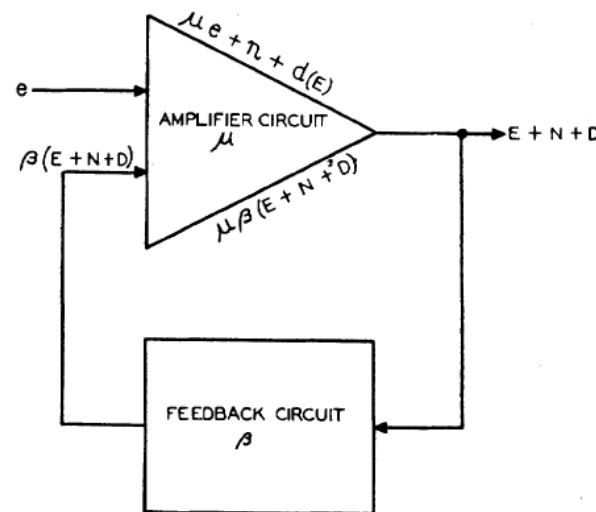 μe + n + d(E)
e
AMPLIFIER CIRCUIT
μ
E + N + D
β(E+N+D)
μβ(E + N + D)
FEEDBACK CIRCUIT
β